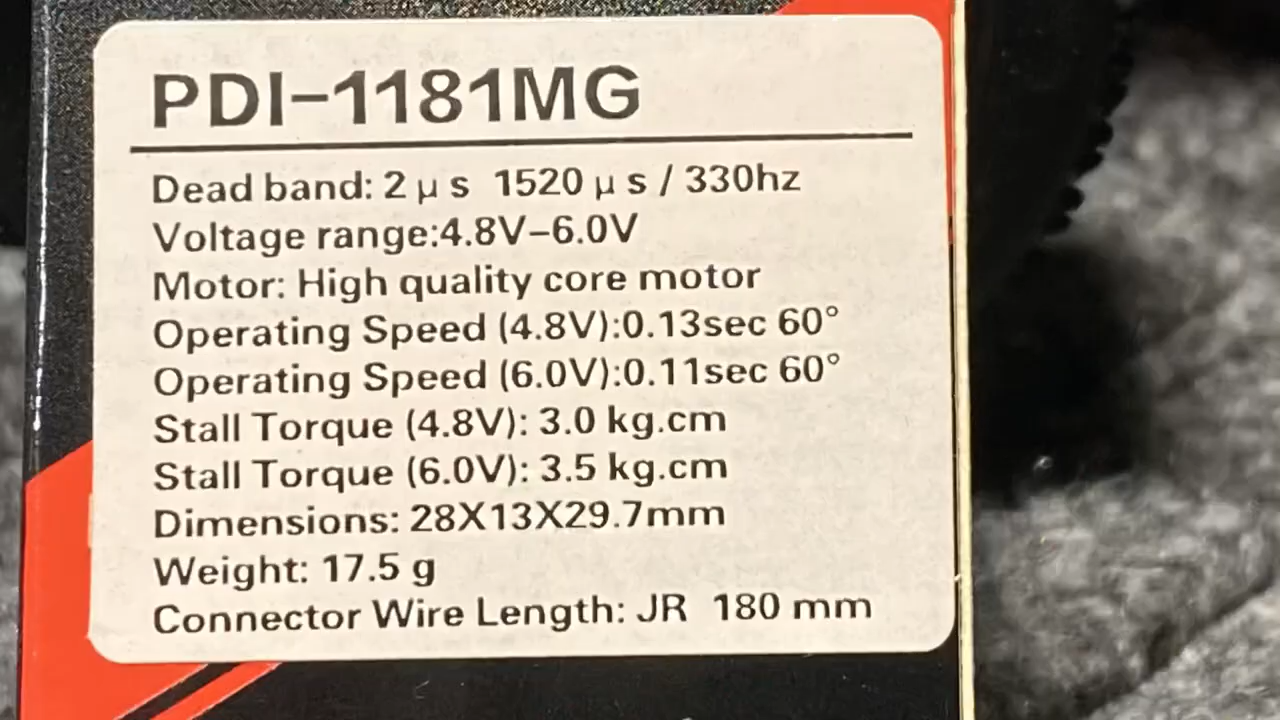 PDI-1181MG
Dead band: 2 μ s 1520 μ s / 330hz
Voltage range:4.8V-6.0V
Motor: High quality core motor
Operating Speed (4.8V):0.13sec 60°
Operating Speed (6.0V):0.11sec 60°
Stall Torque (4.8V): 3.0 kg.cm
Stall Torque (6.0V): 3.5 kg.cm
Dimensions: 28X13X29.7mm
Weight: 17.5 g
Connector Wire Length: JR 180 mm